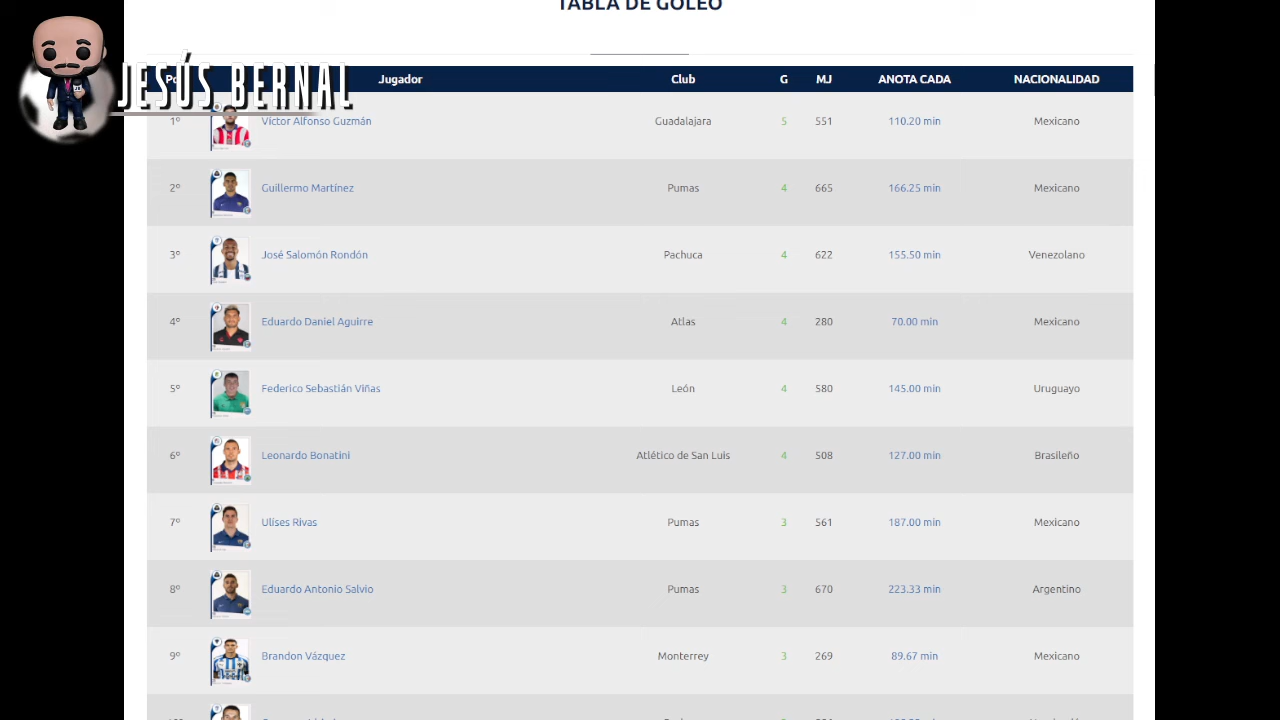 TABLA DE GOLEO
JESÚS BERNAL
Jugador Club G MJ ANOTA CADA NACIONALIDAD
1º Víctor Alfonso Guzmán Guadalajara 5 551 110.20 min Mexicano
2º Guillermo Martínez Pumas 4 665 166.25 min Mexicano
3º José Salomón Rondón Pachuca 4 622 155.50 min Venezolano
4º Eduardo Daniel Aguirre Atlas 4 280 70.00 min Mexicano
5º Federico Sebastián Viñas León 4 580 145.00 min Uruguayo
6º Leonardo Bonatini Atlético de San Luis 4 508 127.00 min Brasileño
7º Ulíses Rivas Pumas 3 561 187.00 min Mexicano
8º Eduardo Antonio Salvio Pumas 3 670 223.33 min Argentino
9º Brandon Vázquez Monterrey 3 269 89.67 min Mexicano